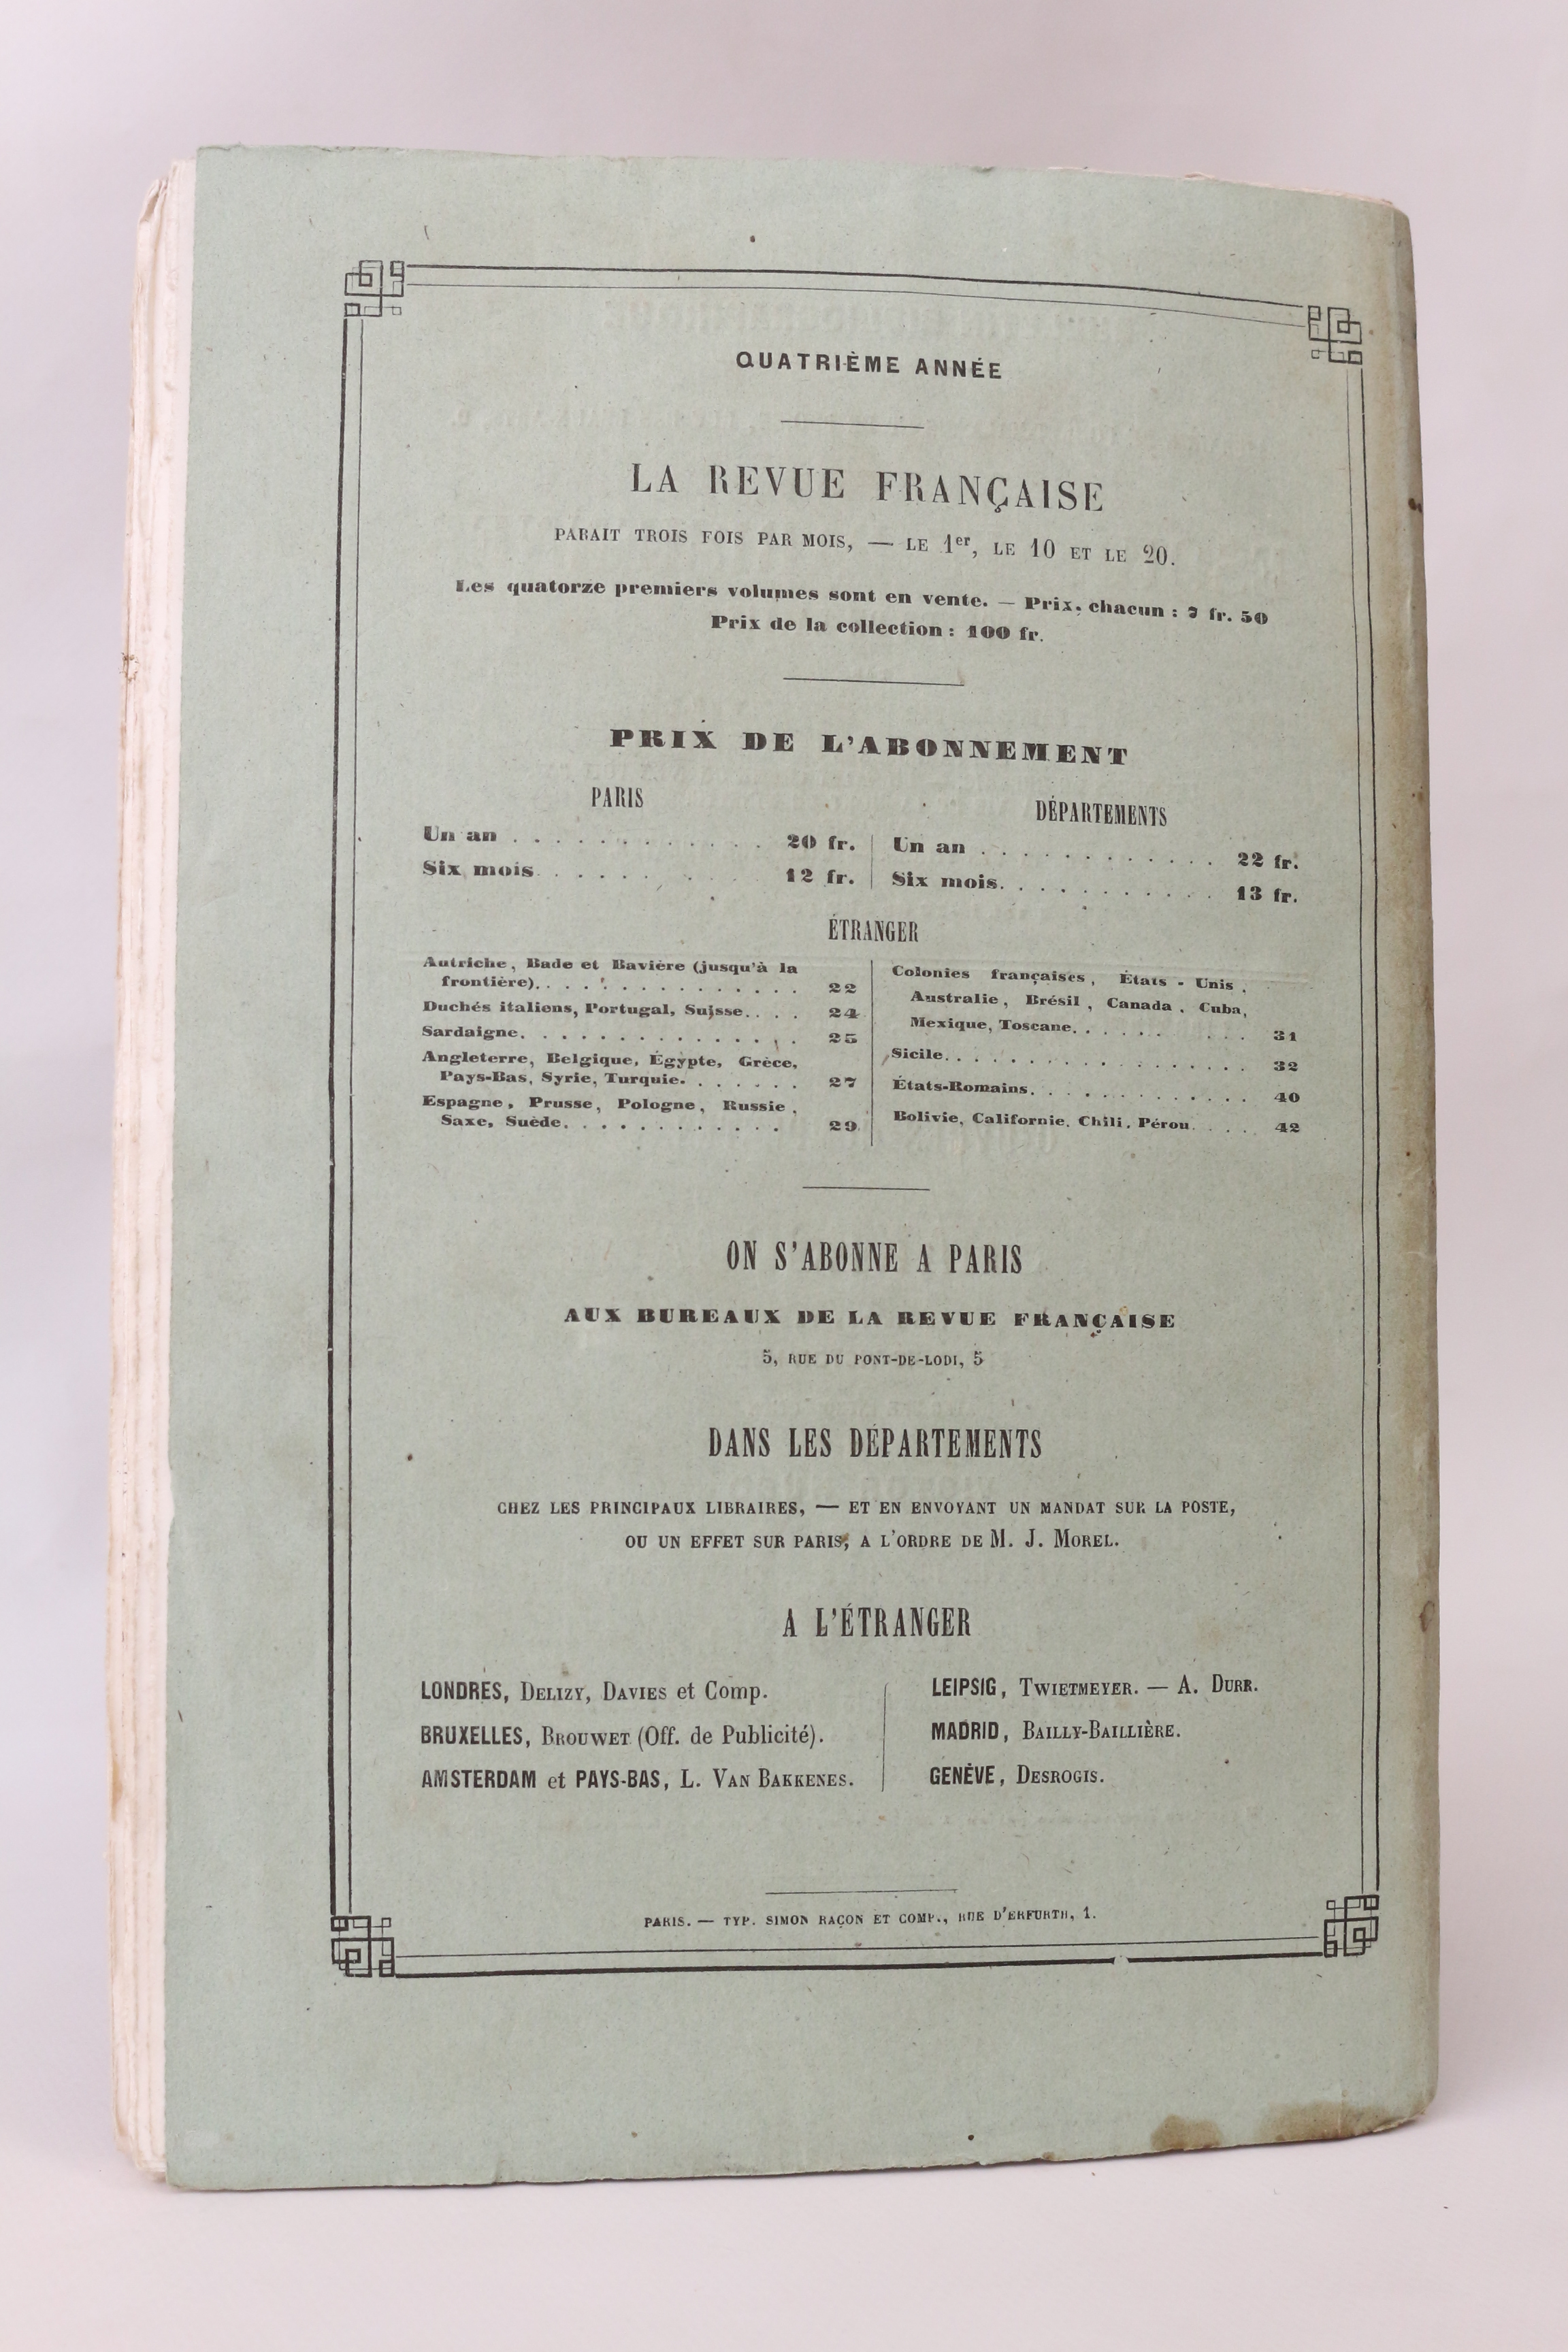 QUATRIÈME ANNÉE
LA REVUE FRANÇAISE
PARAIT TROIS FOIS PAR MOIS, — LE 1er, LE 10 ET LE 20.
Les quatorze premiers volumes sont en vente. — Prix, chacun : 7 fr. 50
Prix de la collection : 100 fr.
PRIX DE L'ABONNEMENT
PARIS
Un an . . . . . . . . . . . . 20 fr.
Six mois . . . . . . . . . 12 fr.
DÉPARTEMENTS
Un an . . . . . . . . . . . . 22 fr.
Six mois. . . . . . . . . . . 13 fr.
ÉTRANGER
Autriche, Bade et Bavière (jusqu'à la
frontière). . . . . . . . . . . . . . 22
Duchés italiens, Portugal, Suisse. . . . 24
Sardaigne. . . . . . . . . . . . . . . 25
Angleterre, Belgique, Égypte, Grèce,
Pays-Bas, Syrie, Turquie. . . . . . . 27
Espagne, Prusse, Pologne, Russie,
Saxe, Suède. . . . . . . . . . . . 29
Colonies françaises, États-Unis,
Australie, Brésil, Canada, Cuba,
Mexique, Toscane. . . . . . . . . 31
Sicile. . . . . . . . . . . . . . . . . 32
États-Romains. . . . . . . . . . . . . 40
Bolivie, Californie, Chili, Pérou. . . . . 42
ON S'ABONNE A PARIS
AUX BUREAUX DE LA REVUE FRANÇAISE
5, RUE DU PONT-DE-LODI, 5
DANS LES DÉPARTEMENTS
CHEZ LES PRINCIPAUX LIBRAIRES, — ET EN ENVOYANT UN MANDAT SUR LA POSTE,
OU UN EFFET SUR PARIS, A L'ORDRE DE M. J. MOREL.
A L'ÉTRANGER
LONDRES, DELIZY, DAVIES et Comp.
BRUXELLES, BROUWET (Off. de Publicité).
AMSTERDAM et PAYS-BAS, L. VAN BAKKENES.
LEIPSIG, TWIETMEYER. — A. DURR.
MADRID, BAILLY-BAILLIÈRE.
GENÈVE, DESROGIS.
PARIS. — TYP. SIMON RAÇON ET COMP., RUE D'ERFURTH, 1.